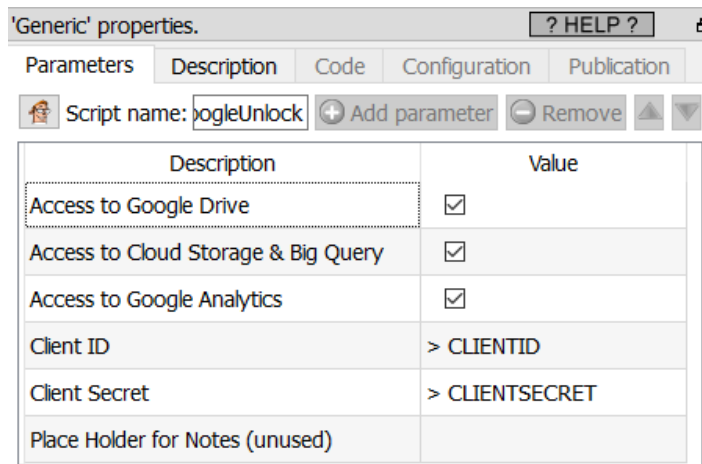 'Generic' properties.
? HELP ?
Parameters Description Code Configuration Publication
Script name: oogleUnlock Add parameter Remove
Description Value
Access to Google Drive
Access to Cloud Storage & Big Query
Access to Google Analytics
Client ID > CLIENTID
Client Secret > CLIENTSECRET
Place Holder for Notes (unused)